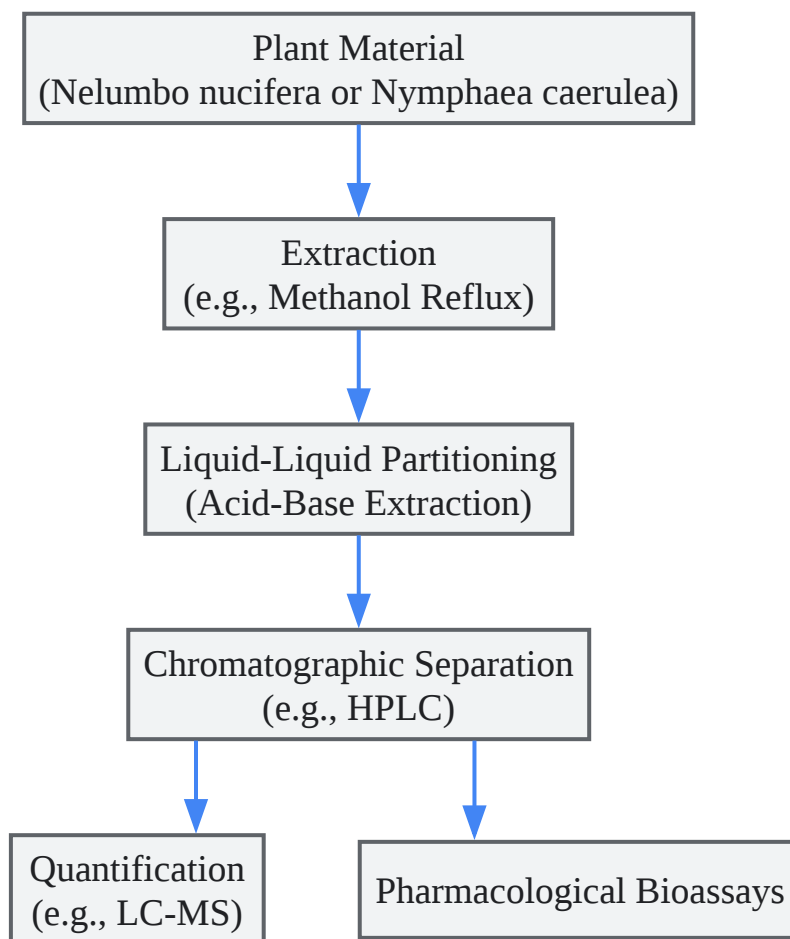 Plant Material
(Nelumbo nucifera or Nymphaea caerulea)
Extraction
(e.g., Methanol Reflux)
Liquid-Liquid Partitioning
(Acid-Base Extraction)
Chromatographic Separation
(e.g., HPLC)
Quantification
(e.g., LC-MS)
Pharmacological Bioassays